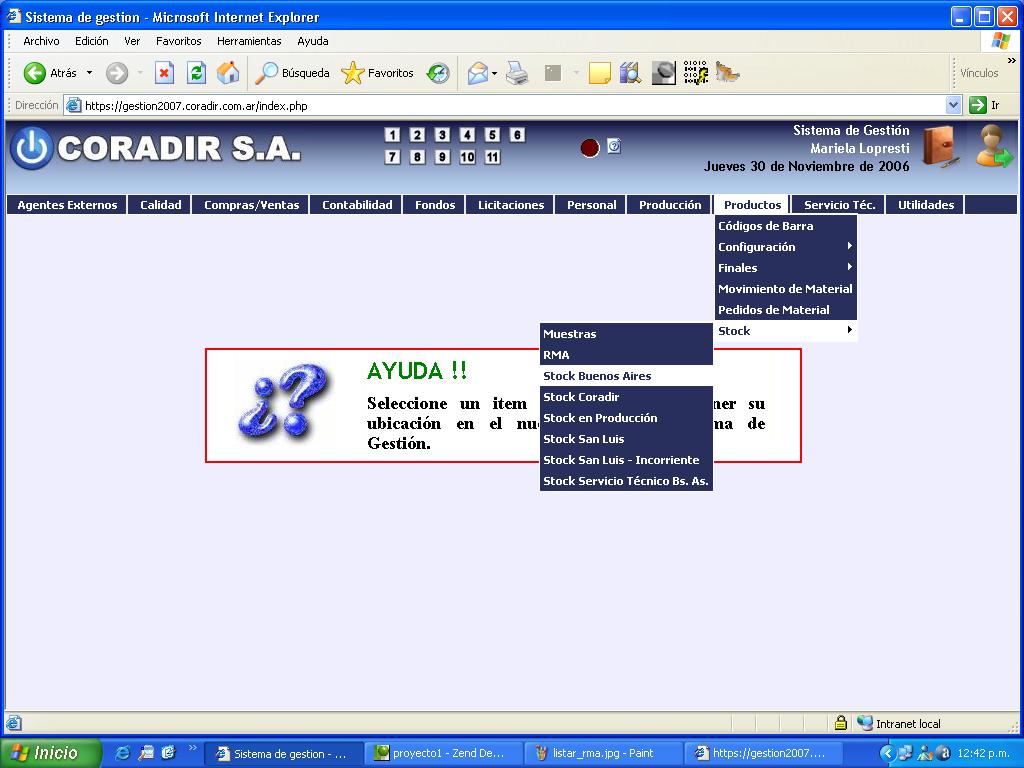 Sistema de gestion - Microsoft Internet Explorer
Archivo Edición Ver Favoritos Herramientas Ayuda
Atrás Búsqueda Favoritos Vínculos
Dirección https://gestion2007.coradir.com.ar/index.php Ir
CORADIR S.A.
1 2 3 4 5 6
7 8 9 10 11
Sistema de Gestión
Mariela Lopresti
Jueves 30 de Noviembre de 2006
Agentes Externos Calidad Compras/Ventas Contabilidad Fondos Licitaciones Personal Producción Productos Servicio Téc. Utilidades
Códigos de Barra
Configuración
Finales
Movimiento de Material
Pedidos de Material
Stock
Muestras
RMA
Stock Buenos Aires
Stock Coradir
Stock en Producción
Stock San Luis
Stock San Luis - Incorriente
Stock Servicio Técnico Bs. As.
¿?
AYUDA !!
Seleccione un item ner su
ubicación en el nu ma de
Gestión.
Intranet local
Inicio Sistema de gestion - ... proyecto1 - Zend De... listar_rma.jpg - Paint https://gestion2007.... 12:42 p.m.